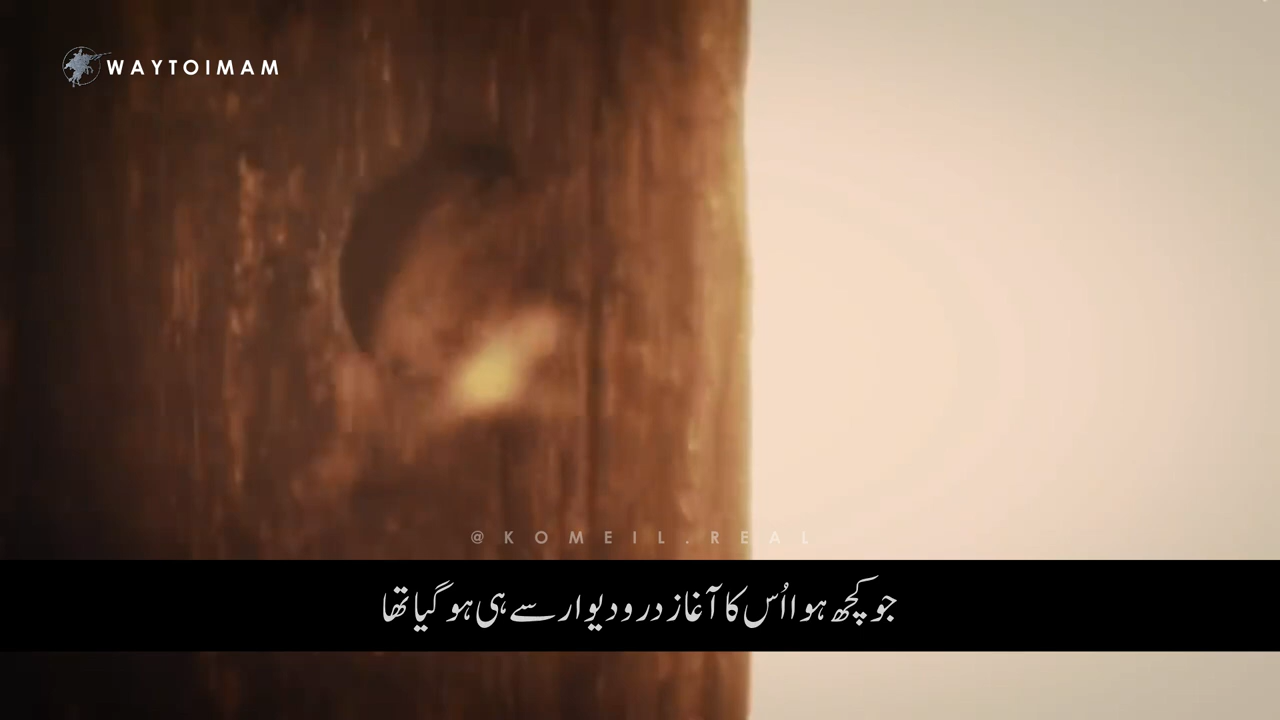 WAYTOIMAM
@KOMEIL.REAL
جو کچھ ہوا اُس کا آغاز در و دیوار سے ہی ہو گیا تھا